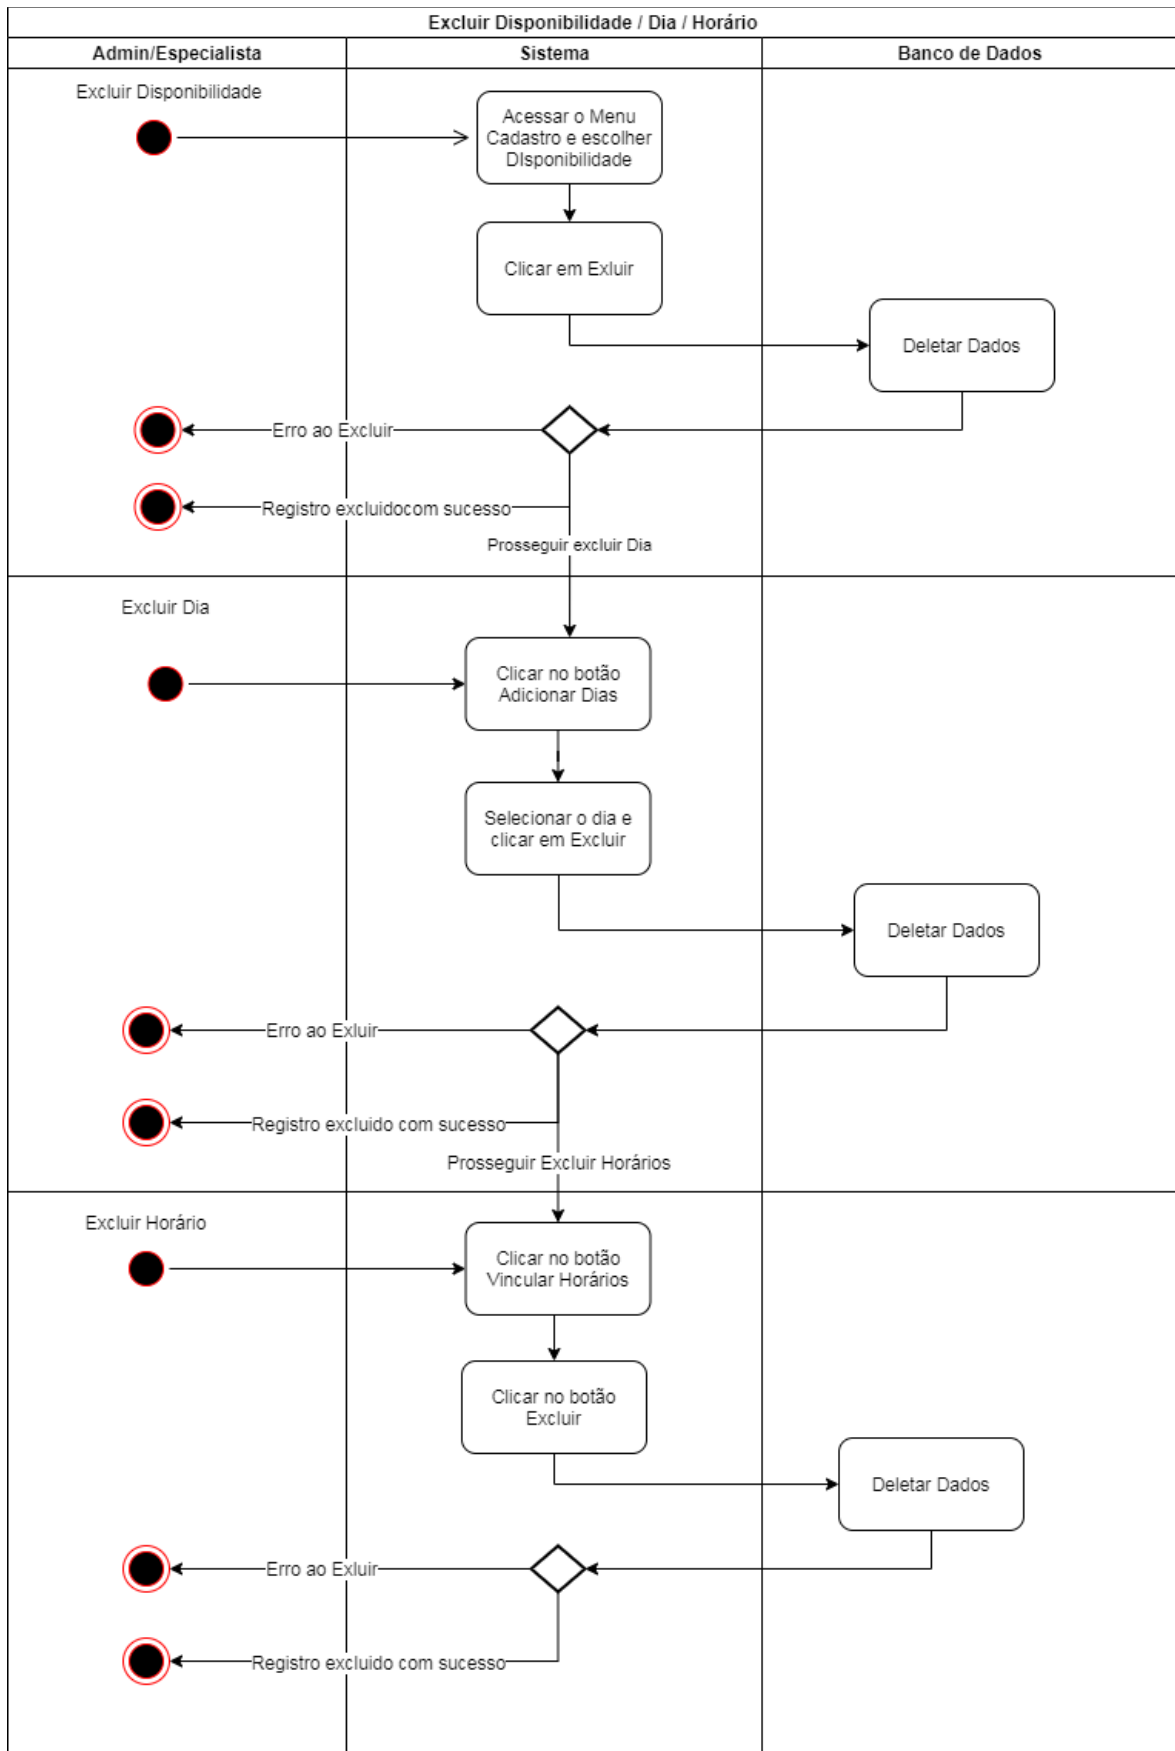 Excluir Disponibilidade / Dia / Horário
Admin/Especialista
Sistema
Banco de Dados
Excluir Disponibilidade
Acessar o Menu
Cadastro e escolher
DIsponibilidade
Clicar em Exluir
Deletar Dados
Erro ao Excluir
Registro excluidocom sucesso
Prosseguir excluir Dia
Excluir Dia
Clicar no botão
Adicionar Dias
Selecionar o dia e
clicar em Excluir
Deletar Dados
Erro ao Exluir
Registro excluido com sucesso
Prosseguir Excluir Horários
Excluir Horário
Clicar no botão
Vincular Horários
Clicar no botão
Excluir
Deletar Dados
Erro ao Exluir
Registro excluido com sucesso